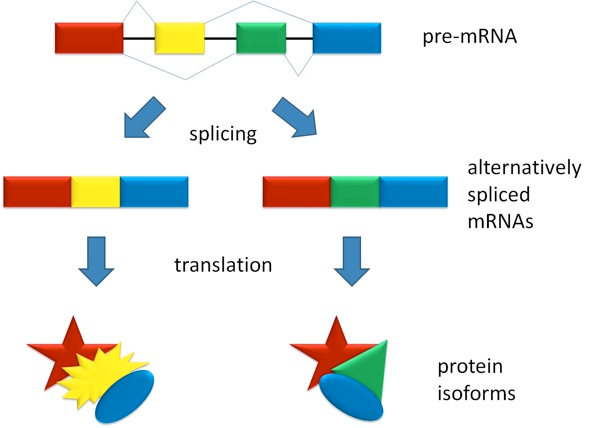 pre-mRNA
splicing
alternatively
spliced
mRNAs
translation
protein
isoforms